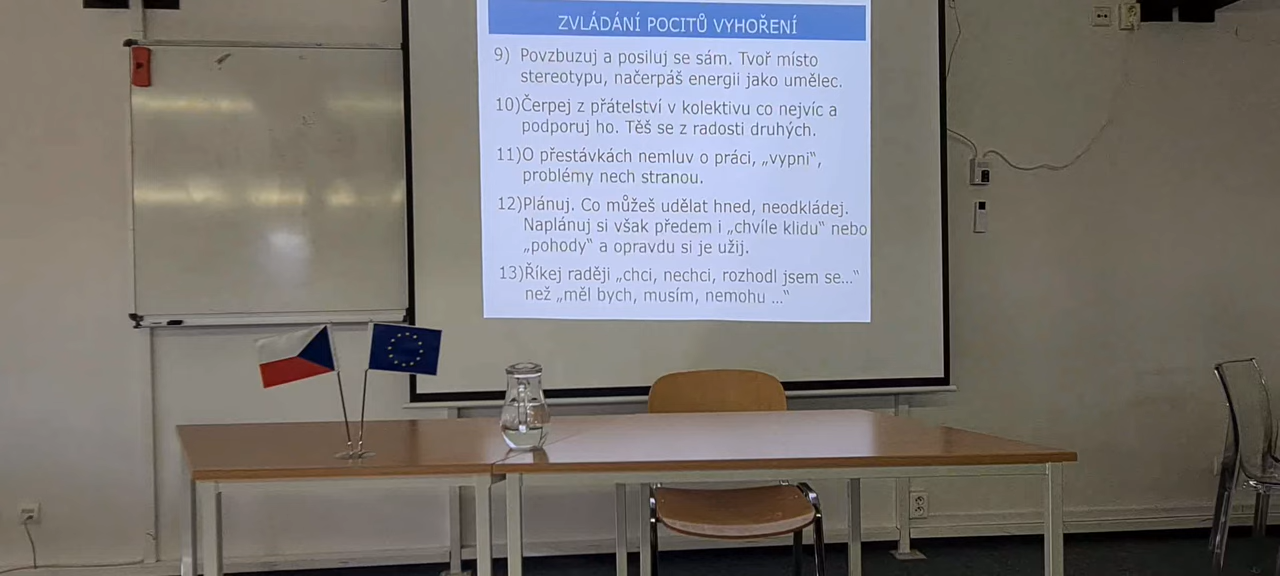 ZVLÁDÁNÍ POCITŮ VYHOŘENÍ
9) Povzbuzuj a posiluj se sám. Tvoř místo
stereotypu, načerpáš energii jako umělec.
10)Čerpej z přátelství v kolektivu co nejvíc a
podporuj ho. Těš se z radosti druhých.
11)O přestávkách nemluv o práci, „vypni“,
problémy nech stranou.
12)Plánuj. Co můžeš udělat hned, neodkládej.
Naplánuj si však předem i „chvíle klidu“ nebo
„pohody“ a opravdu si je užij.
13)Říkej raději „chci, nechci, rozhodl jsem se…“
než „měl bych, musím, nemohu …“